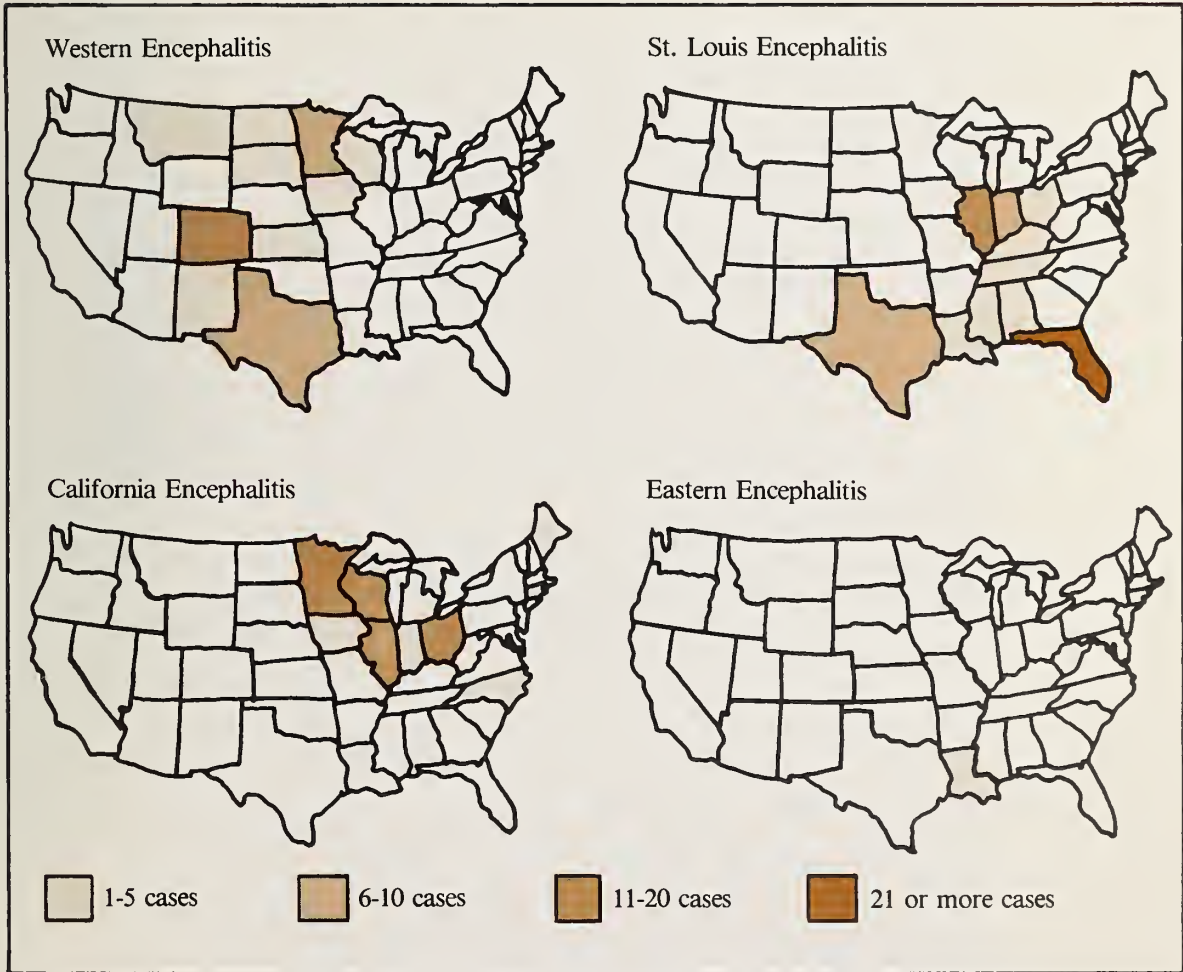 Western Encephalitis
St. Louis Encephalitis
California Encephalitis
Eastern Encephalitis
1-5 cases
6-10 cases
11-20 cases
21 or more cases